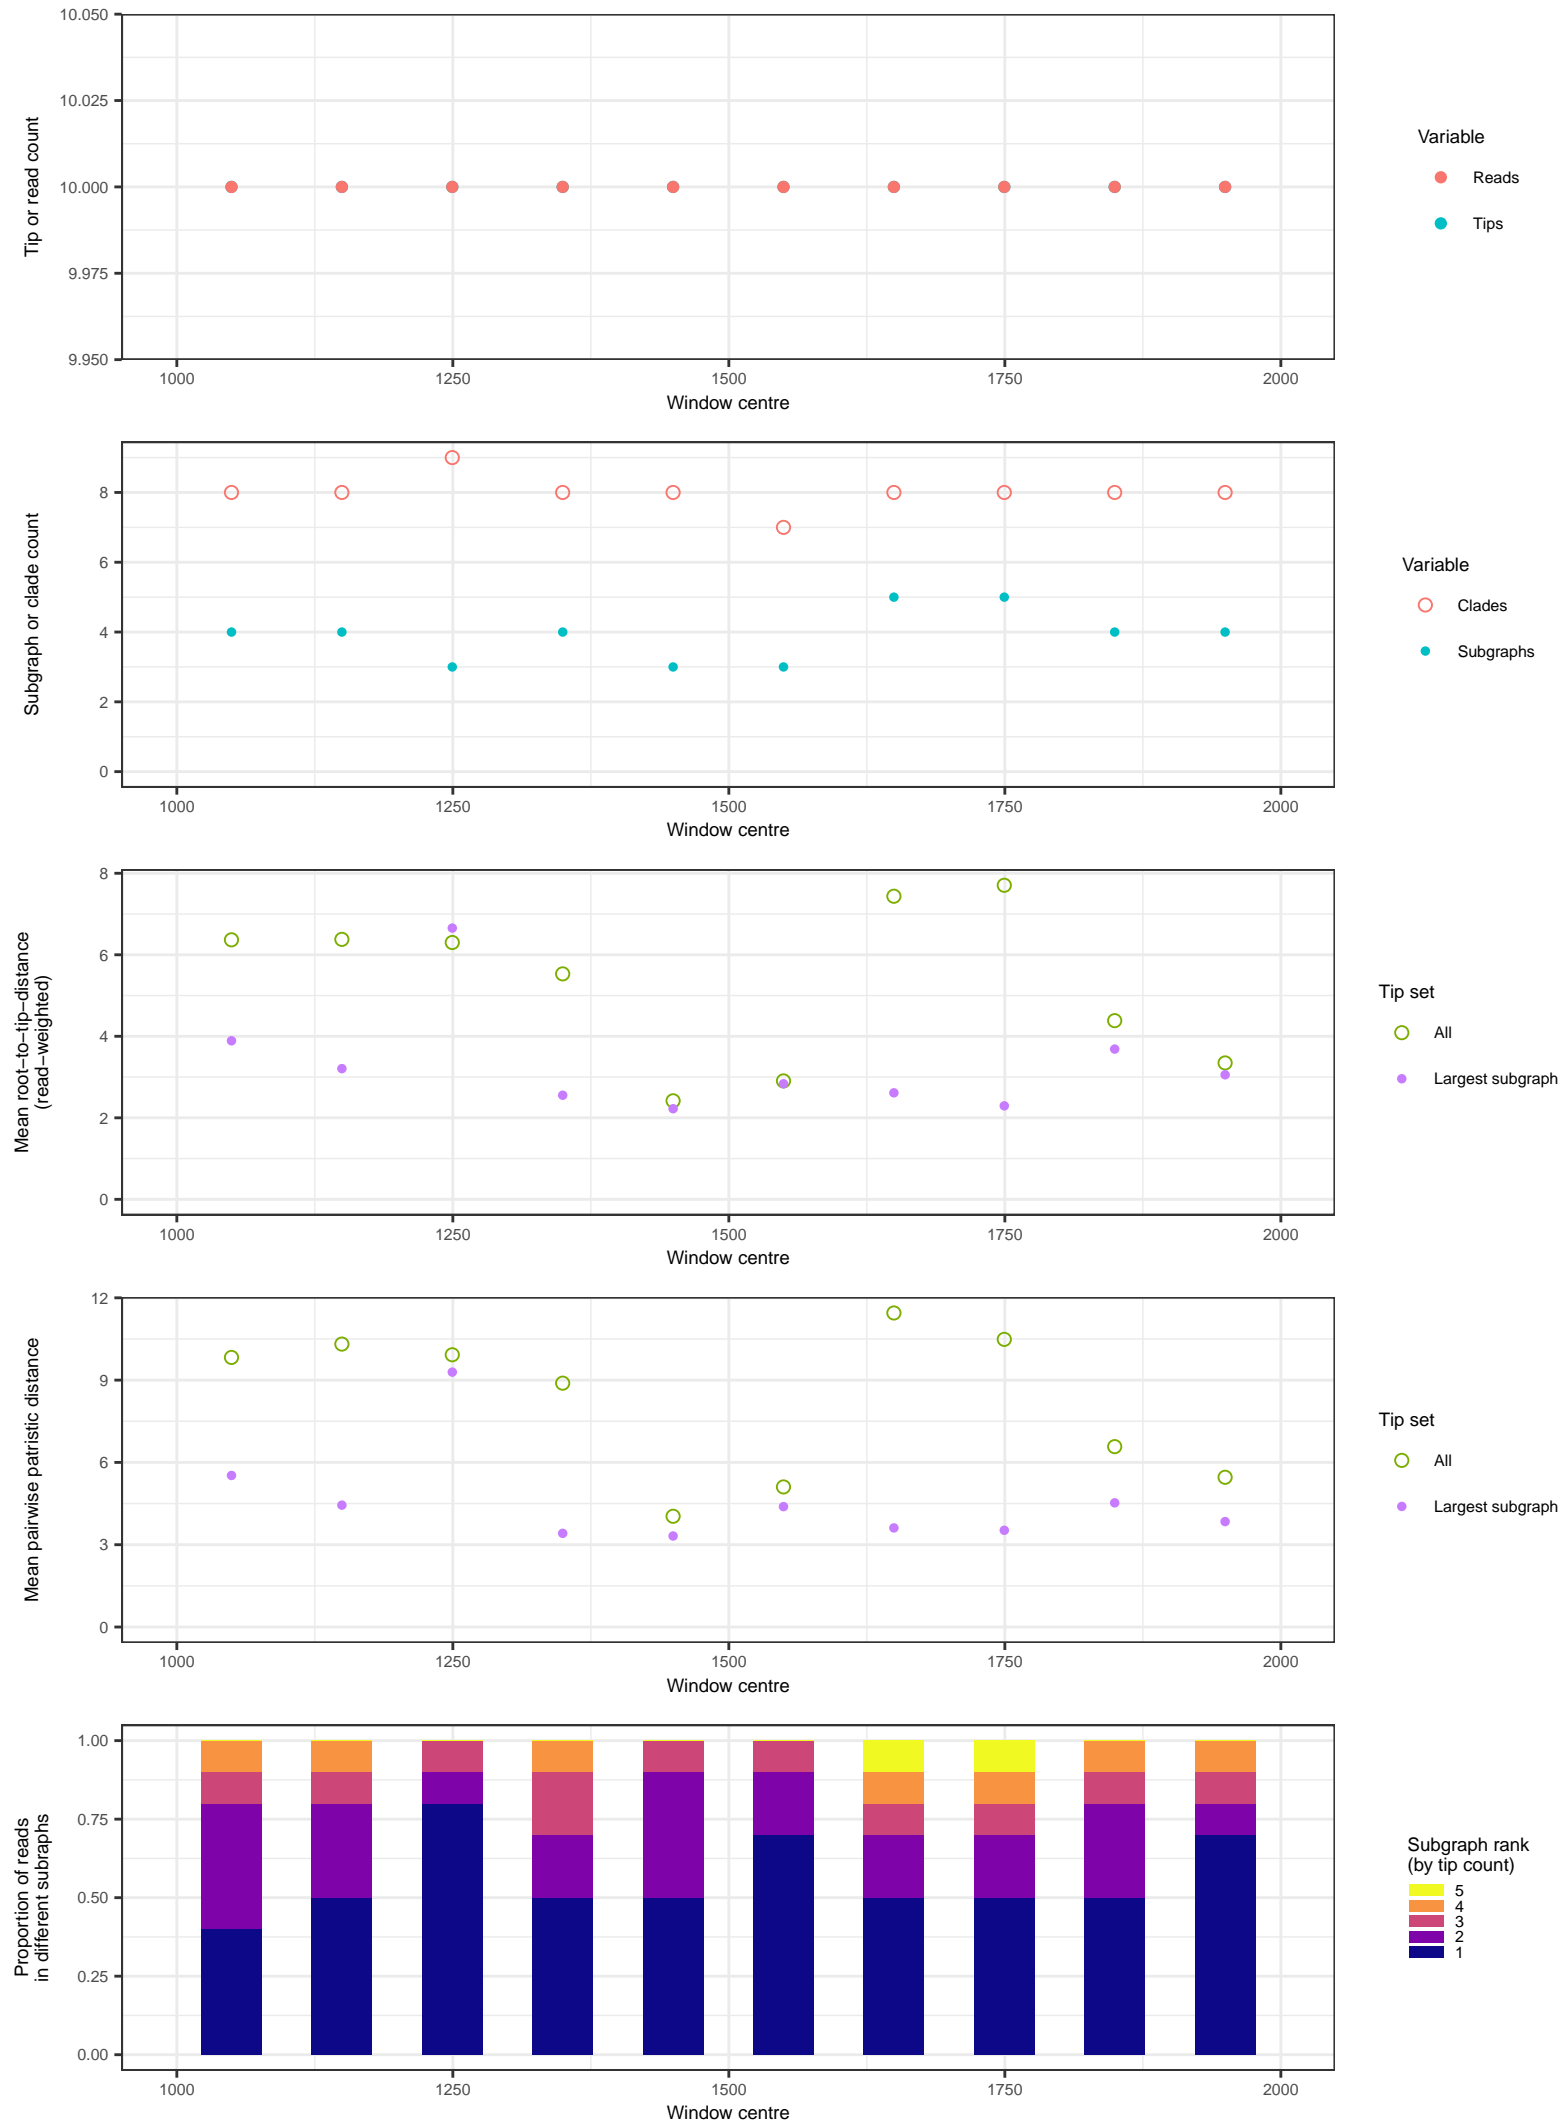 10.050
10.025
10.000
9.975
9.950
Tip or read count
1000 1250 1500 1750 2000
Window centre
Variable
Reads
Tips
8
6
4
2
0
Subgraph or clade count
1000 1250 1500 1750 2000
Window centre
Variable
Clades
Subgraphs
8
6
4
2
0
Mean root−to−tip−distance
(read−weighted)
1000 1250 1500 1750 2000
Window centre
Tip set
All
Largest subgraph
12
9
6
3
0
Mean pairwise patristic distance
1000 1250 1500 1750 2000
Window centre
Tip set
All
Largest subgraph
1.00
0.75
0.50
0.25
0.00
Proportion of reads
in different subraphs
1000 1250 1500 1750 2000
Window centre
Subgraph rank
(by tip count)
5
4
3
2
1